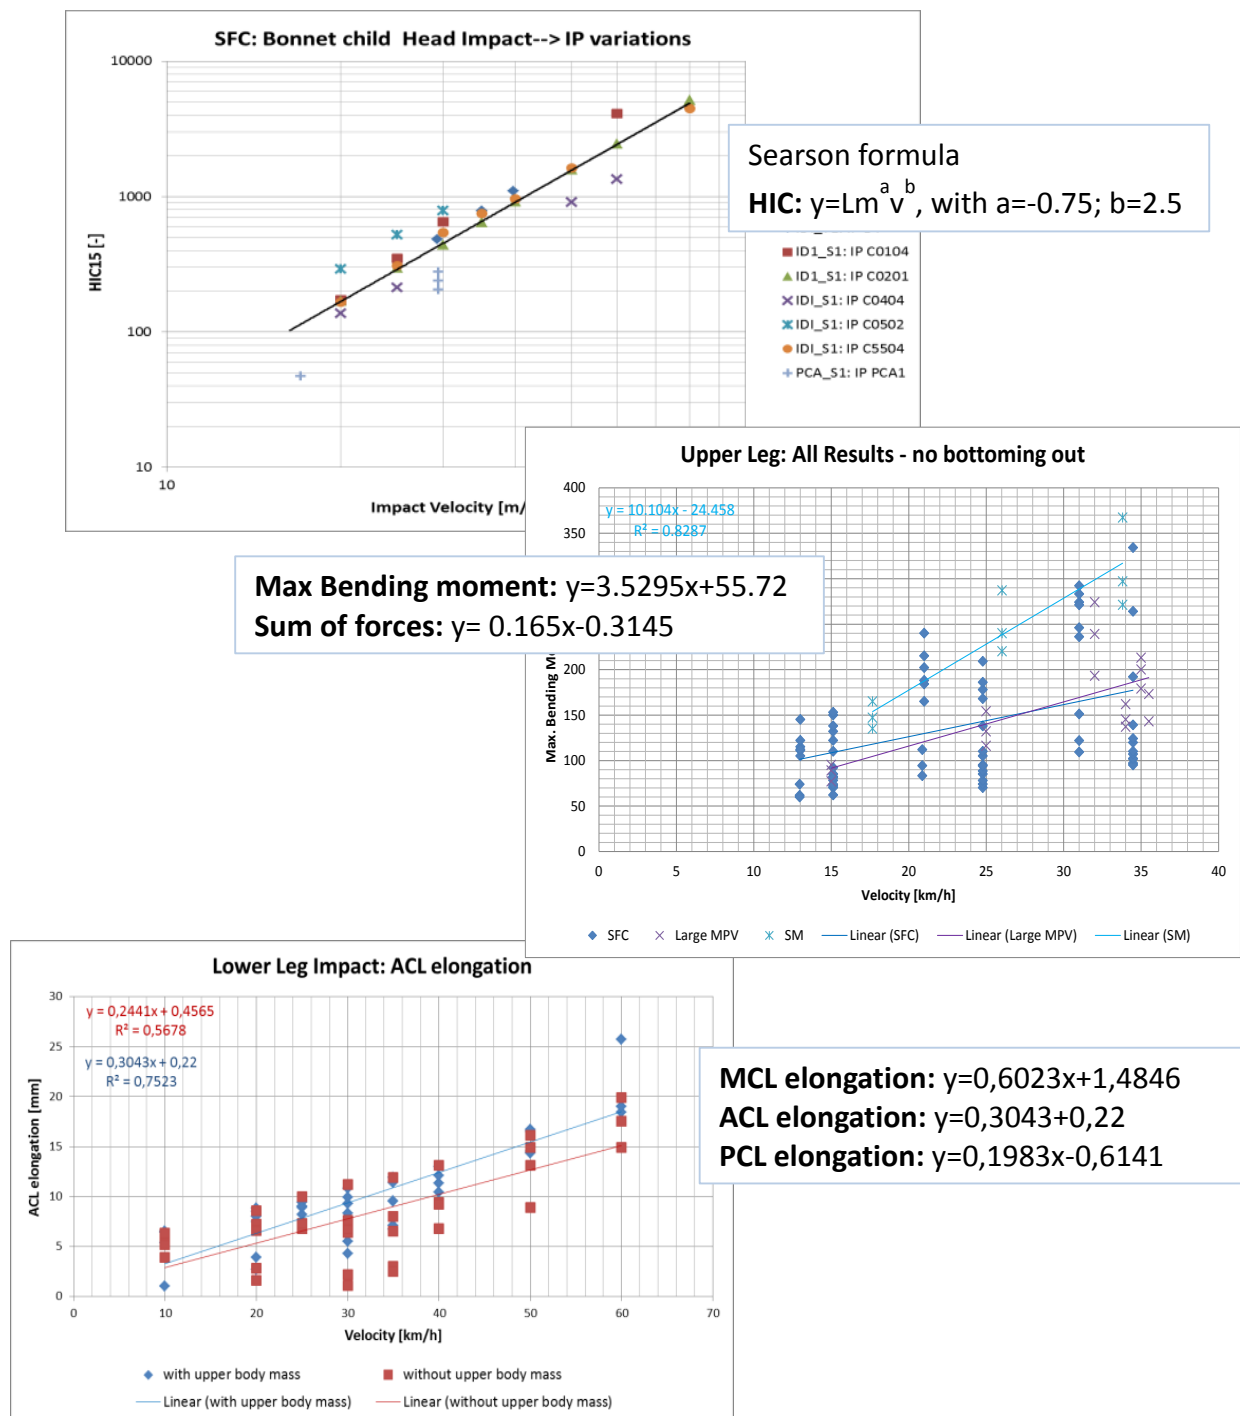 SFC: Bonnet child  Head Impact--> IP variations
10000
1000
100
10
10
HIC15 [-]
Impact Velocity [m/
Searson formula
HIC: y=Lm^a v^b, with a=-0.75; b=2.5
ID1_S1: IP C0104
ID1_S1: IP C0201
IDI_S1: IP C0404
IDI_S1: IP C0502
IDI_S1: IP C5504
PCA_S1: IP PCA1
Upper Leg: All Results - no bottoming out
y = 10.104x - 24.458
R² = 0.8287
400
350
200
150
100
50
0
0 5 10 15 20 25 30 35 40
Max. Bending Mo
Velocity [km/h]
SFC Large MPV SM Linear (SFC) Linear (Large MPV) Linear (SM)
Max Bending moment: y=3.5295x+55.72
Sum of forces: y= 0.165x-0.3145
Lower Leg Impact: ACL elongation
y = 0,2441x + 0,4565
R² = 0,5678
y = 0,3043x + 0,22
R² = 0,7523
30
25
20
15
10
5
0
0 10 20 30 40 50 60 70
ACL elongation [mm]
Velocity [km/h]
with upper body mass without upper body mass
Linear (with upper body mass) Linear (without upper body mass)
MCL elongation: y=0,6023x+1,4846
ACL elongation: y=0,3043+0,22
PCL elongation: y=0,1983x-0,6141